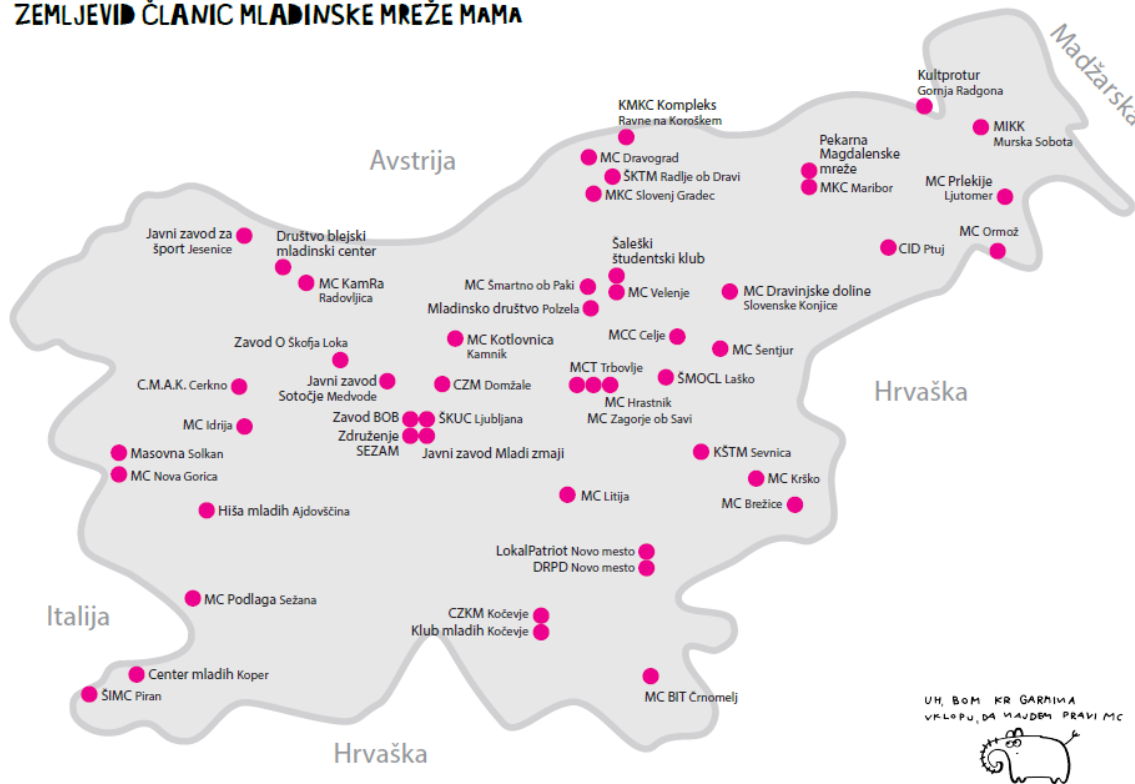 ZEMLJEVID ČLANIC MLADINSKE MREŽE MAMA
Madžarska
Kultprotur
Gornja Radgona
KMKC Kompleks
Ravne na Koroškem
MIKK
Murska Sobota
Avstrija
Pekarna
Magdalenske
mreže
MC Dravograd
ŠKTM Radlje ob Dravi
MKC Maribor
MC Prlekije
Ljutomer
MKC Slovenj Gradec
Javni zavod za
šport Jesenice
Društvo blejski
mladinski center
MC Ormož
Šaleški
študentski klub
CID Ptuj
MC KamRa
Radovljica
MC Šmartno ob Paki
MC Velenje
MC Dravinjske doline
Slovenske Konjice
Mladinsko društvo Polzela
Zavod O Škofja Loka
MC Kotlovnica
Kamnik
MCC Celje
MC Šentjur
MCT Trbovlje
C.M.A.K. Cerkno
Javni zavod
Sotočje Medvode
CZM Domžale
ŠMOCL Laško
Hrvaška
MC Hrastnik
MC Zagorje ob Savi
MC Idrija
Zavod BOB
ŠKUC Ljubljana
Združenje
SEZAM
Javni zavod Mladi zmaji
Masovna Solkan
KŠTM Sevnica
MC Nova Gorica
MC Krško
MC Litija
MC Brežice
Hiša mladih Ajdovščina
LokalPatriot Novo mesto
DRPD Novo mesto
MC Podlaga Sežana
Italija
CZKM Kočevje
Klub mladih Kočevje
Center mladih Koper
ŠIMC Piran
MC BIT Črnomelj
Hrvaška
UH, BOM KR GARMINA
VKLOPU, DA NAJDEM PRAVI MC